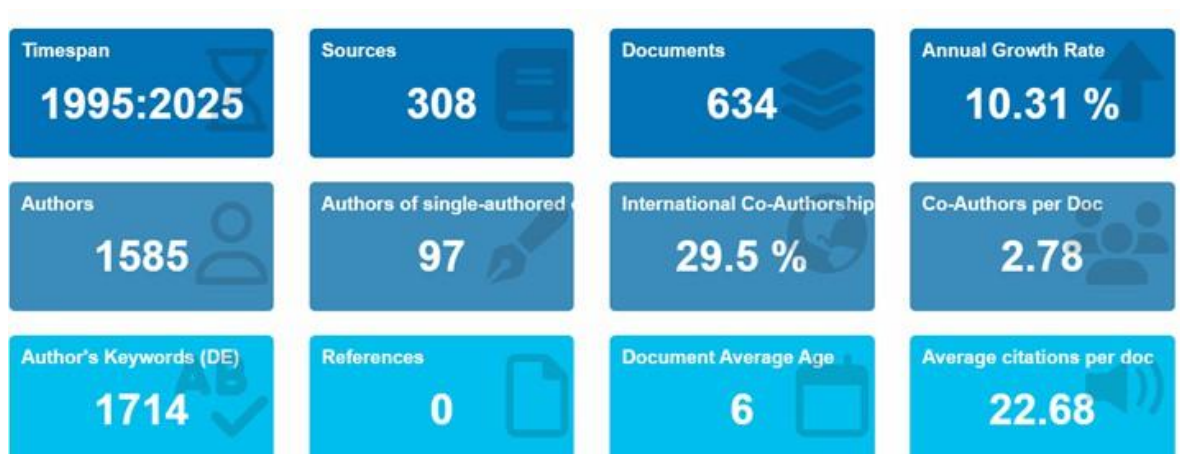 Timespan
1995:2025
Sources
308
Documents
634
Annual Growth Rate
10.31 %
Authors
1585
Authors of single-authored
97
International Co-Authorship
29.5 %
Co-Authors per Doc
2.78
Author's Keywords (DE)
1714
References
0
Document Average Age
6
Average citations per doc
22.68
AB